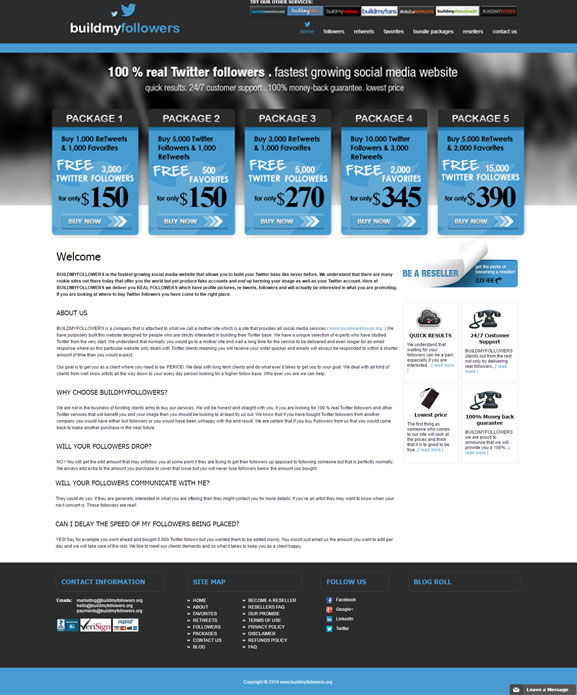 TRY OUR OTHER SERVICES:
buildmyfollowers
home followers retweets favorites bundle packages resellers contact us
100 % real Twitter followers . fastest growing social media website
quick results. 24/7 customer support . 100% money-back guarantee. lowest price
PACKAGE 1
Buy 1,000 ReTweets
& 1,000 Favorites
FREE 3,000
TWITTER FOLLOWERS
for only $150
BUY NOW
PACKAGE 2
Buy 5,000 Twitter
Followers & 1,000
ReTweets
FREE 500
FAVORITES
for only $150
BUY NOW
PACKAGE 3
Buy 3,000 ReTweets
& 1,000 Favorites
FREE 5,000
TWITTER FOLLOWERS
for only $270
BUY NOW
PACKAGE 4
Buy 10,000 Twitter
Followers & 3,000
ReTweets
FREE 2,000
FAVORITES
for only $345
BUY NOW
PACKAGE 5
Buy 5,000 ReTweets
& 2,000 Favorites
FREE 15,000
TWITTER FOLLOWERS
for only $390
BUY NOW
Welcome
BUILDMYFOLLOWERS is the fastest growing social media website that allows you to build your Twitter base like never before. We understand that there are many
rookie sites out there today that offer you the world but yet produce fake accounts and end up harming your image as well as your Twitter account. Here at
BUILDMYFOLLOWERS we deliver you REAL FOLLOWERS which have profile pictures, re-tweets, followers and will actually be interested in what you are providing.
If you are looking at where to buy Twitter followers you have come to the right place.
ABOUT US
BUILDMYFOLLOWERS is a company that is attached to what we call a mother site which is a site that provides all social media services ( www.socialwarehouse.org ). We
have purposely built this website designed for people who are strictly interested in building their Twitter base. We have a unique selection of experts who have studied
Twitter from the very start. We understand that normally you would go to a mother site and wait a long time for the service to be delivered and even longer for an email
response where as this particular website only deals with Twitter clients meaning you will receive your order quicker and emails will always be responded to within a shorter
amount of time than you would expect.
Our goal is to get you as a client where you need to be. PERIOD. We deal with long term clients and do what ever it takes to get you to your goal. We deal with all kind of
clients from well know artists all the way down to your every day person looking for a higher follow base. Who ever you are we can help.
WHY CHOOSE BUILDMYFOLLOWERS?
We are not in the business of twisting clients arms to buy our services. We will be honest and straight with you. If you are looking for 100 % real Twitter followers and other
Twitter services that will benefit you and your image then you should be looking to at least try us out. We know that if you have bought Twitter followers from another
company you would have either lost followers or you would have been unhappy with the end result. We are certain that if you buy Followers from us that you would come
back to make another purchase in the near future.
WILL YOUR FOLLOWERS DROP?
NO ! You will get the odd amount that may unfollow you at some point if they are trying to get their followers up opposed to following someone but that is perfectly normally.
We always add extra to the amount you purchase to cover that issue but you will never lose followers below the amount you bought.
WILL YOUR FOLLOWERS COMMUNICATE WITH ME?
They could do yes. If they are generally interested in what you are offering then they might contact you for more details. If you're an artist they may want to know when your
next concert is. These followers are real!
CAN I DELAY THE SPEED OF MY FOLLOWERS BEING PLACED?
YES! Say for example you went ahead and bought 5,000 Twitter follows but you wanted them to be added slowly. You would just email us the amount you want to add per
day and we will take care of the rest. We like to meet our clients demands and so what it takes to keep you as a client happy.
BE A RESELLER
get the perks of
becoming a reseller!
CLICK HERE
QUICK RESULTS
We understand that
waiting for your
followers can be a pain
especially if you are
interested...[ read more
]
24/7 Customer
Support
BUILDMYFOLLOWERS
stands out from the rest
not only by delivering
real followers ..[ read
more ]
Lowest price
The first thing as
someone who comes
to our site will look at
the prices and think
that it is to good to be
true...[ read more ]
100% Money back
guarantee
BUILDMYFOLLOWERS
we are proud to
announce that we will
provide you a 100%...[
read more ]
CONTACT INFORMATION
Emails: marketing@buildmyfollowers.org
hello@buildmyfollowers.org
payments@buildmyfollowers.org
BBB VeriSign PayPal
SITE MAP
HOME
ABOUT
FAVORITES
RETWEETS
FOLLOWERS
PACKAGES
CONTACT US
BLOG
BECOME A RESELLER
RESELLERS FAQ
OUR PROMISE
TERMS OF USE
PRIVACY POLICY
DISCLAIMER
REFUNDS POLICY
FAQ
FOLLOW US
Facebook
Google+
LinkedIn
Twitter
BLOG ROLL
Copyright © 2016 www.buildmyfollowers.org
Leave a Message